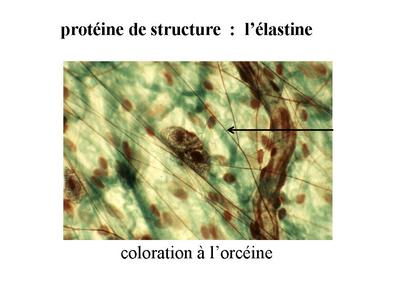 protéine de structure : l’élastine
coloration à l’orcéine